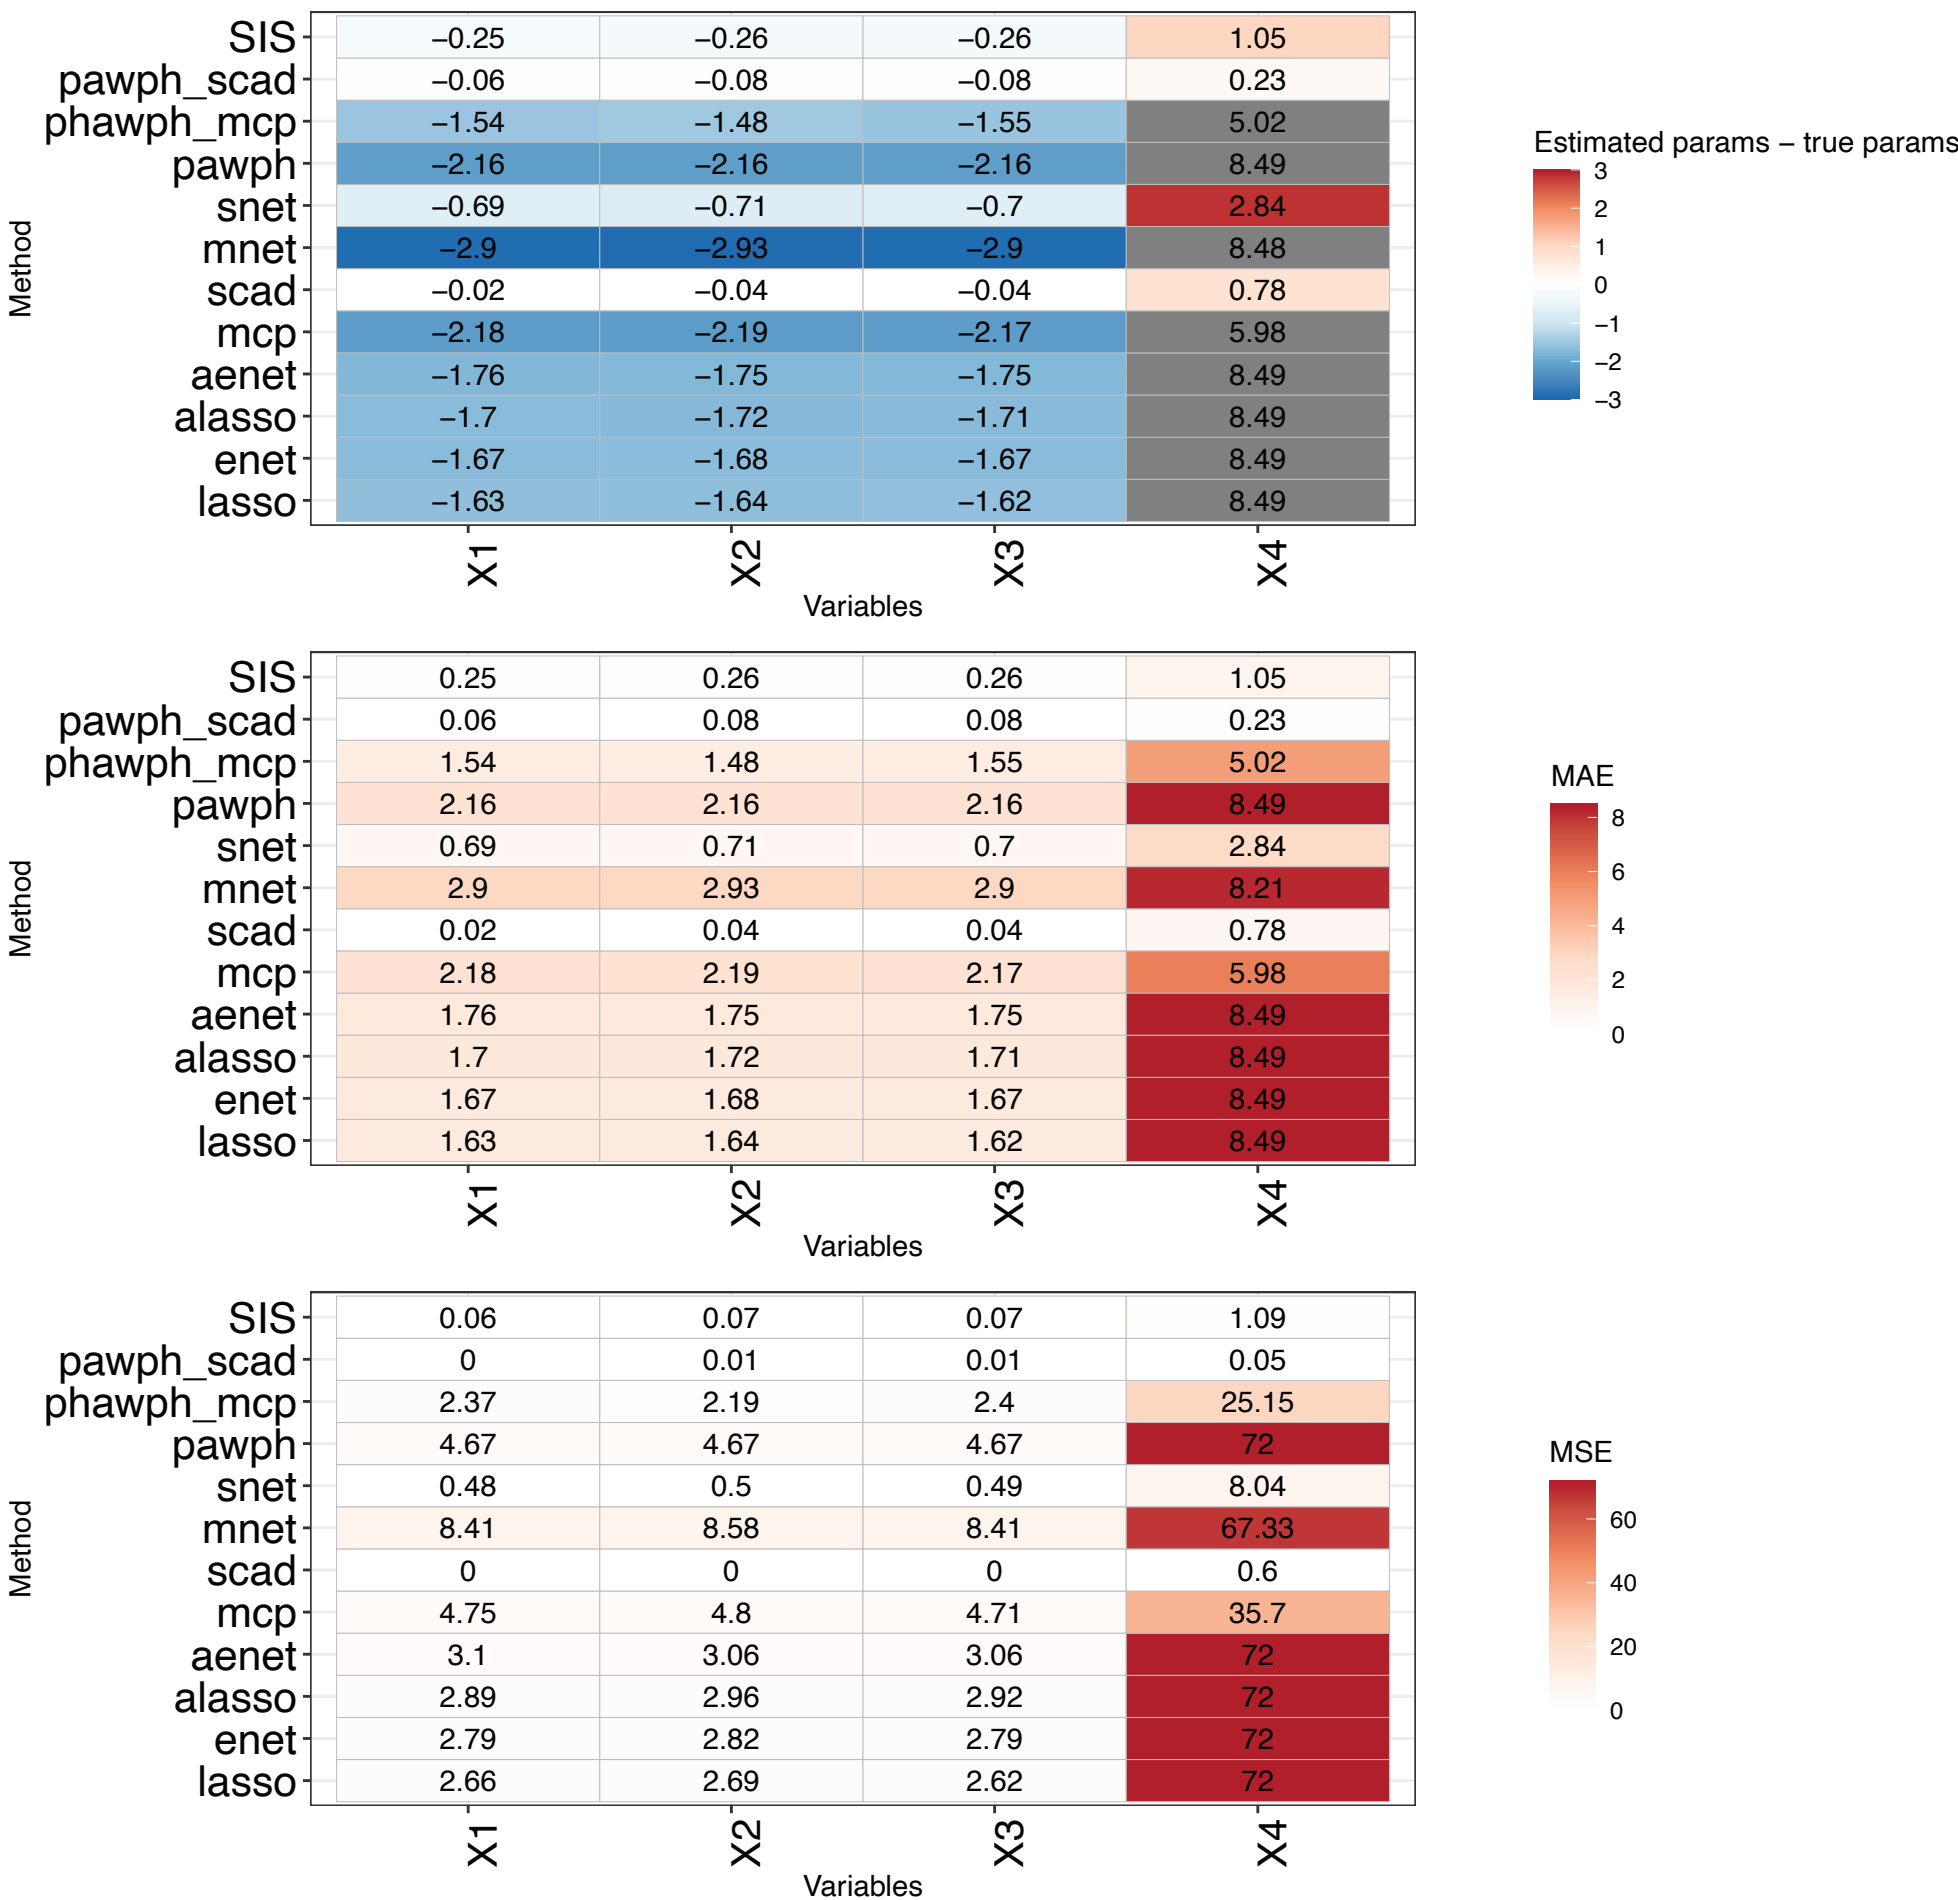 SIS −0.25 −0.26 −0.26 1.05
pawph_scad −0.06 −0.08 −0.08 0.23
phawph_mcp −1.54 −1.48 −1.55 5.02
pawph −2.16 −2.16 −2.16 8.49
snet −0.69 −0.71 −0.7 2.84
mnet −2.9 −2.93 −2.9 8.48
scad −0.02 −0.04 −0.04 0.78
mcp −2.18 −2.19 −2.17 5.98
aenet −1.76 −1.75 −1.75 8.49
alasso −1.7 −1.72 −1.71 8.49
enet −1.67 −1.68 −1.67 8.49
lasso −1.63 −1.64 −1.62 8.49
Method
X1 X2 X3 X4
Variables
Estimated params − true params
3
2
1
0
−1
−2
−3
SIS 0.25 0.26 0.26 1.05
pawph_scad 0.06 0.08 0.08 0.23
phawph_mcp 1.54 1.48 1.55 5.02
pawph 2.16 2.16 2.16 8.49
snet 0.69 0.71 0.7 2.84
mnet 2.9 2.93 2.9 8.21
scad 0.02 0.04 0.04 0.78
mcp 2.18 2.19 2.17 5.98
aenet 1.76 1.75 1.75 8.49
alasso 1.7 1.72 1.71 8.49
enet 1.67 1.68 1.67 8.49
lasso 1.63 1.64 1.62 8.49
Method
X1 X2 X3 X4
Variables
MAE
8
6
4
2
0
SIS 0.06 0.07 0.07 1.09
pawph_scad 0 0.01 0.01 0.05
phawph_mcp 2.37 2.19 2.4 25.15
pawph 4.67 4.67 4.67 72
snet 0.48 0.5 0.49 8.04
mnet 8.41 8.58 8.41 67.33
scad 0 0 0 0.6
mcp 4.75 4.8 4.71 35.7
aenet 3.1 3.06 3.06 72
alasso 2.89 2.96 2.92 72
enet 2.79 2.82 2.79 72
lasso 2.66 2.69 2.62 72
Method
X1 X2 X3 X4
Variables
MSE
60
40
20
0